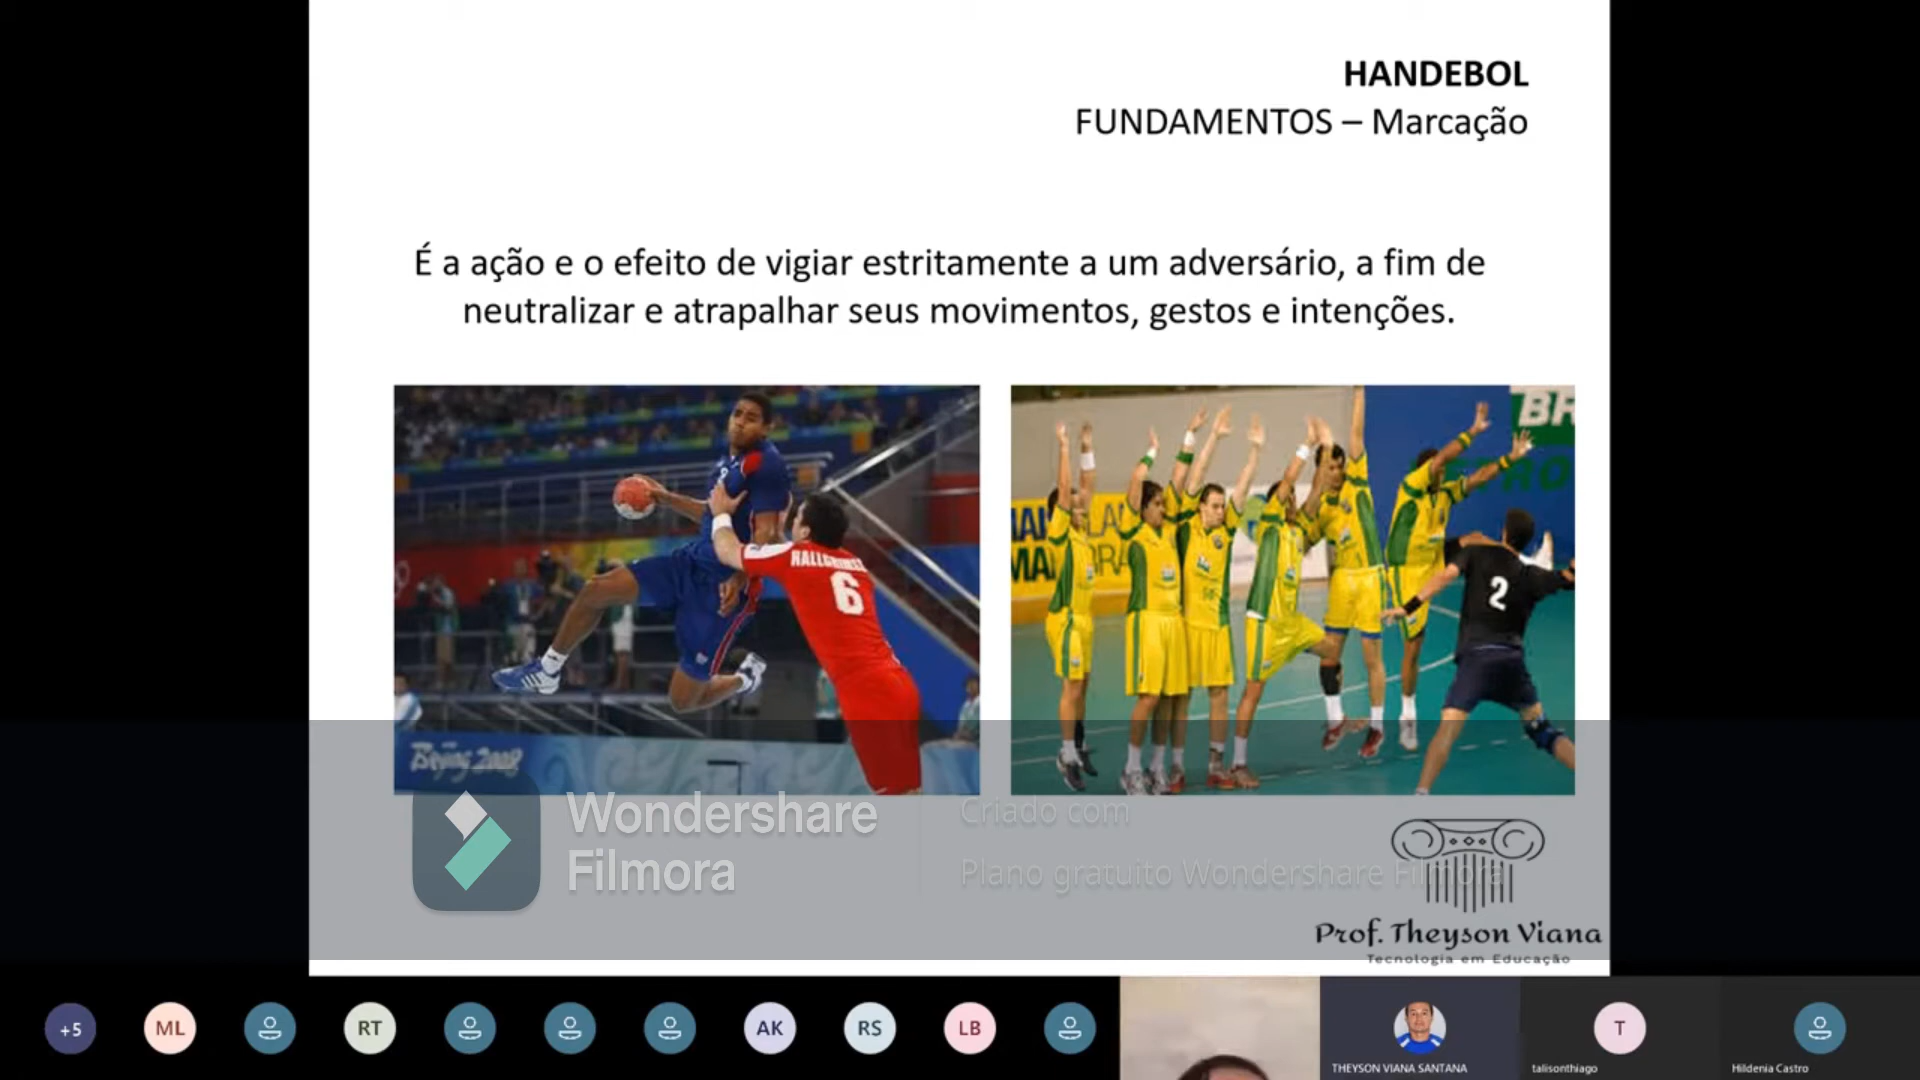 HANDEBOL
FUNDAMENTOS – Marcação
É a ação e o efeito de vigiar estritamente a um adversário, a fim de
neutralizar e atrapalhar seus movimentos, gestos e intenções.
6
BR
2
Beijing 2008
Wondershare
Filmora
Criado com
Plano gratuito Wondershare Filmora
Prof. Theyson Viana
Tecnologia em Educação
+5
ML
RT
AK
RS
LB
THEYSON VIANA SANTANA
T
talisonthiago
Hildenia Castro